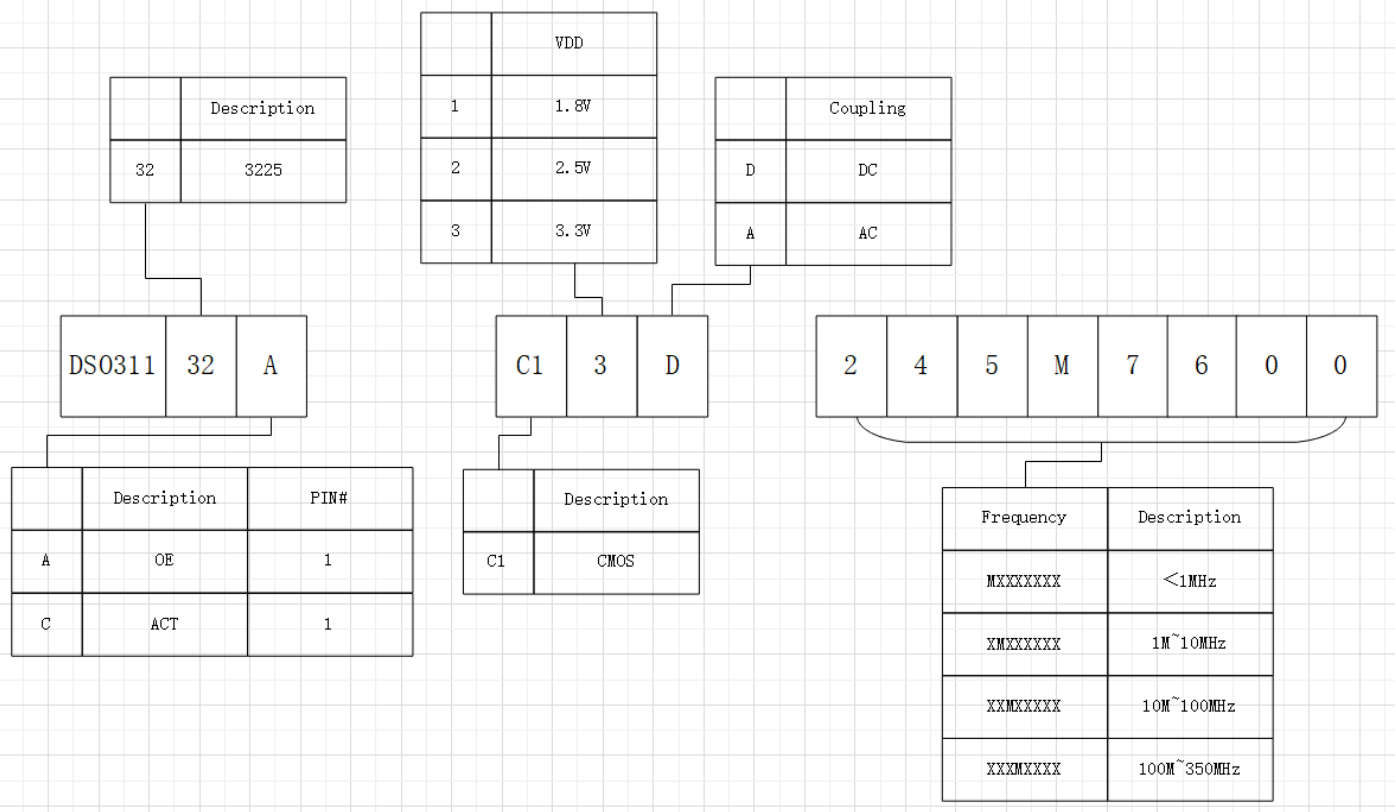 VDD
1 1.8V
2 2.5V
3 3.3V
Description
32 3225
Coupling
D DC
A AC
DSO311 32 A C1 3 D 2 4 5 M 7 6 0 0
Description PIN#
A OE 1
C ACT 1
Description
C1 CMOS
Frequency Description
MXXXXXXX <1MHz
XMXXXXXX 1M~10MHz
XXMXXXXX 10M~100MHz
XXXMXXXX 100M~350MHz